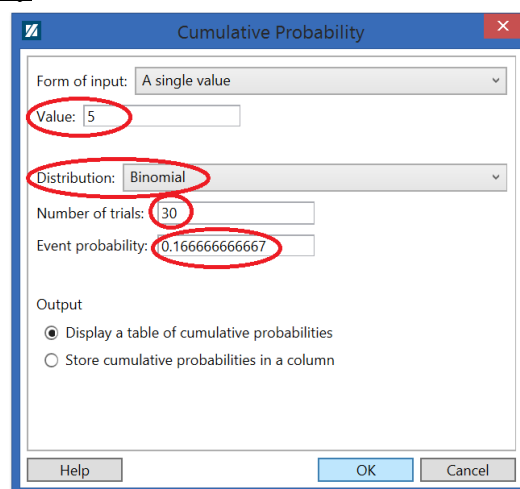 Cumulative Probability
Form of input: A single value
Value: 5
Distribution: Binomial
Number of trials: 30
Event probability: 0.166666666667
Output
Display a table of cumulative probabilities
Store cumulative probabilities in a column
Help OK Cancel